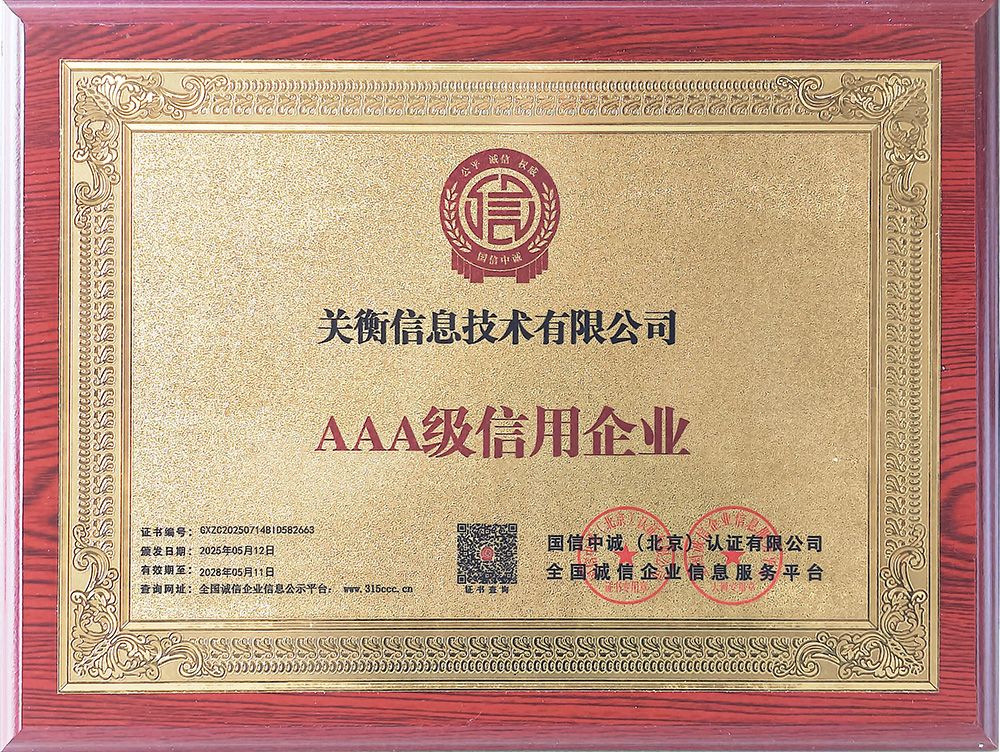 公平 诚信 权威
信
国信中诚
关衡信息技术有限公司
AAA级信用企业
证书编号：GXZC20250714BI0582663
颁发日期：2025年05月12日
有效期至：2028年05月11日
查询网址：全国诚信企业信息公示平台：www.315ccc.cn
证书查询
国信中诚（北京）认证有限公司
全国诚信企业信息服务平台